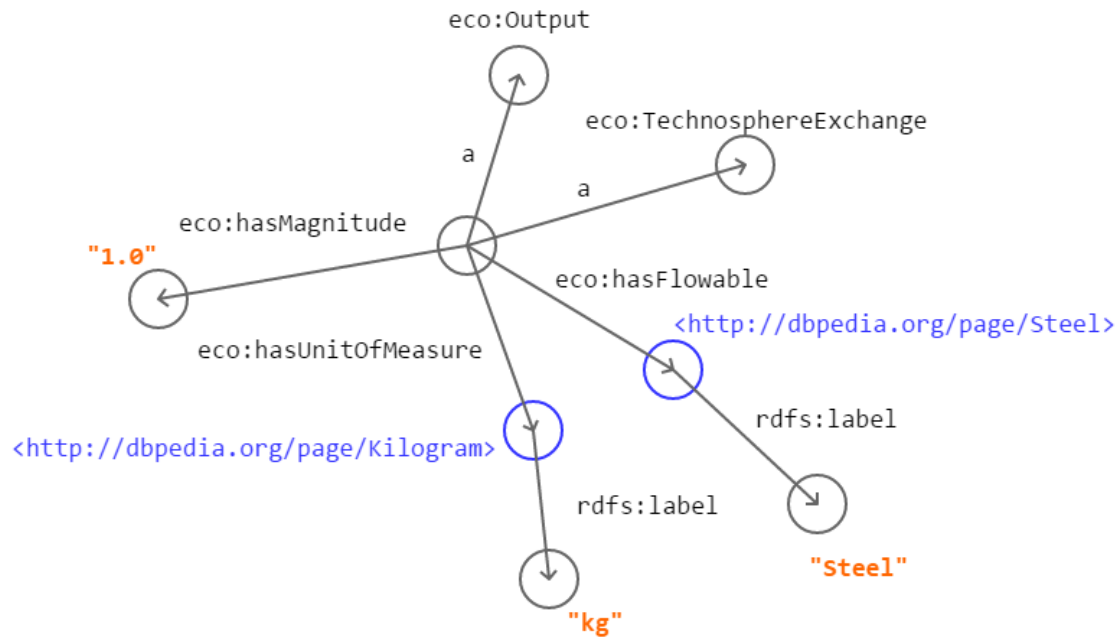 eco:Output
eco:TechnosphereExchange
a
a
eco:hasMagnitude
"1.0"
eco:hasFlowable
<http://dbpedia.org/page/Steel>
eco:hasUnitOfMeasure
rdfs:label
<http://dbpedia.org/page/Kilogram>
rdfs:label
"Steel"
"kg"